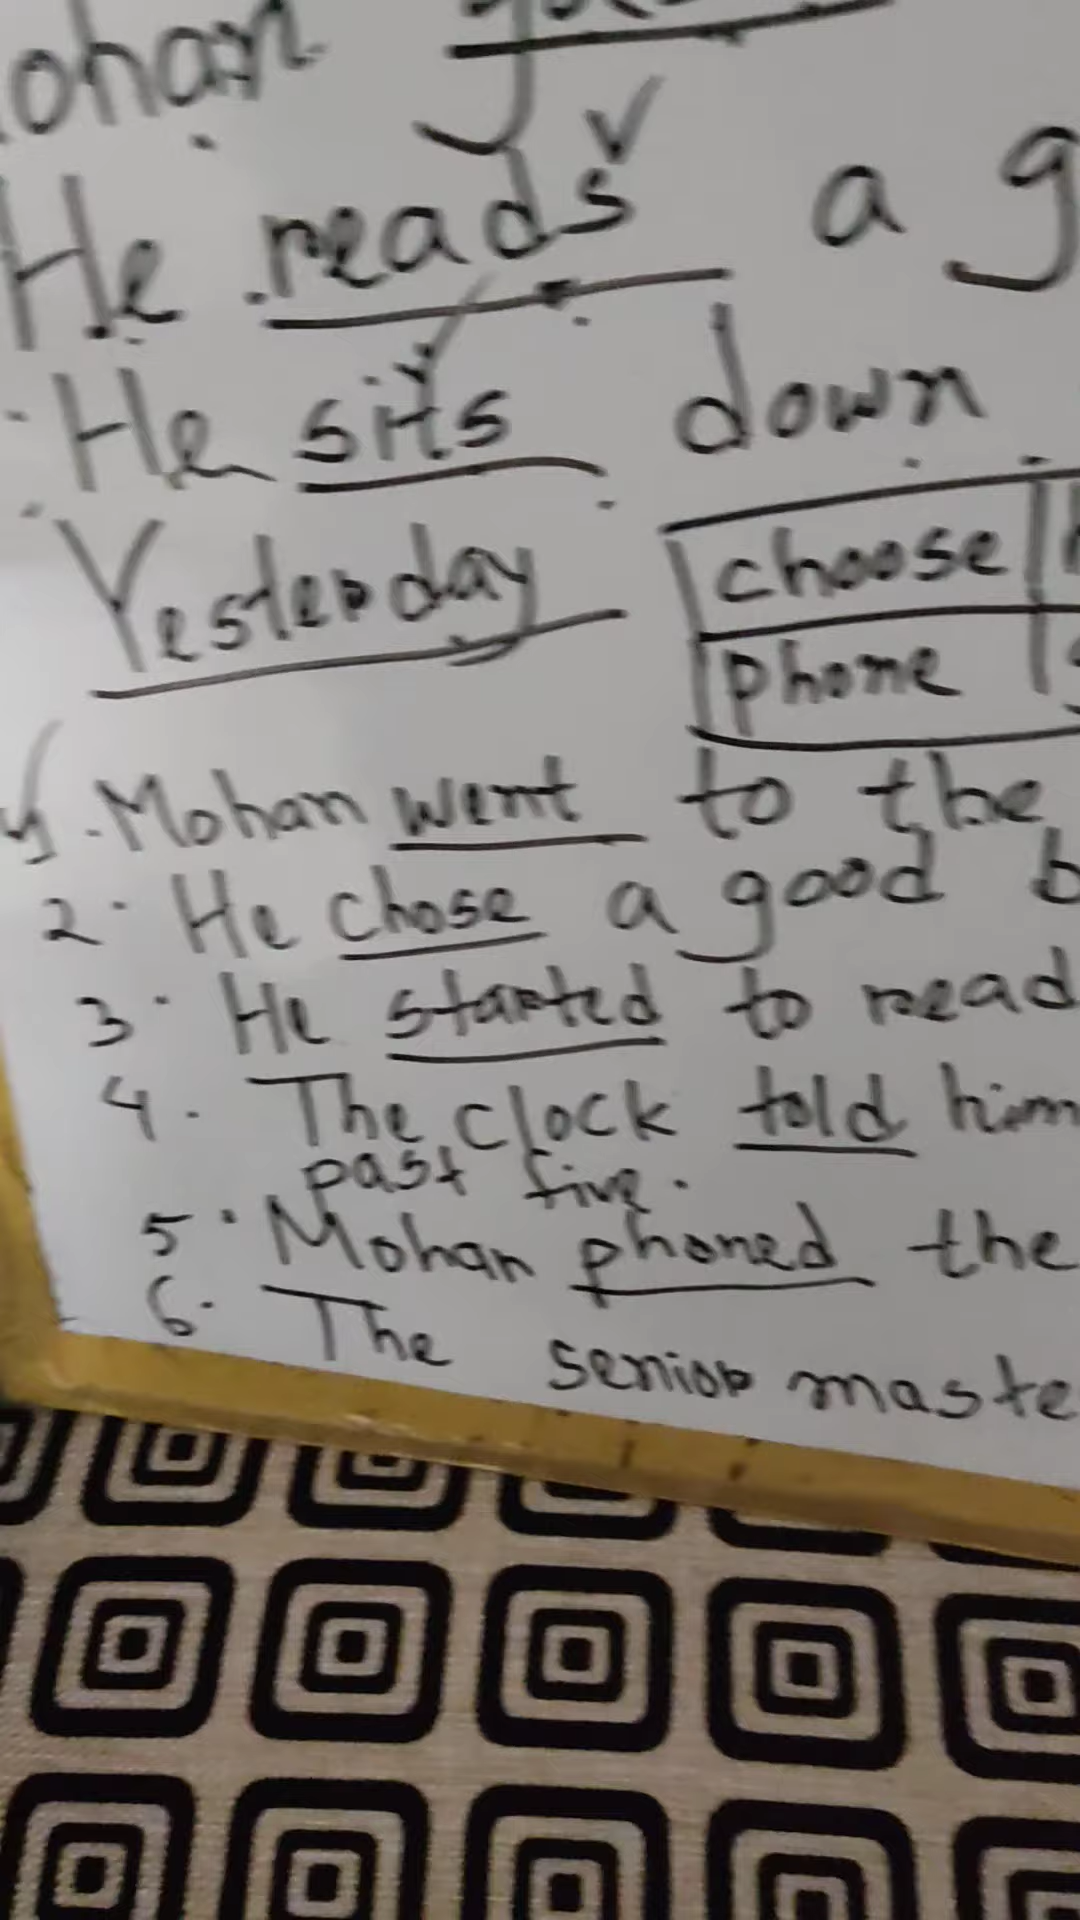 ohan
He reads a g
He sits down
Yesterday
choose
phone
1. Mohan went to the
2. He chose a good b
3. He started to read
4. The clock told him
past five.
5. Mohan phoned the
6. The senior maste